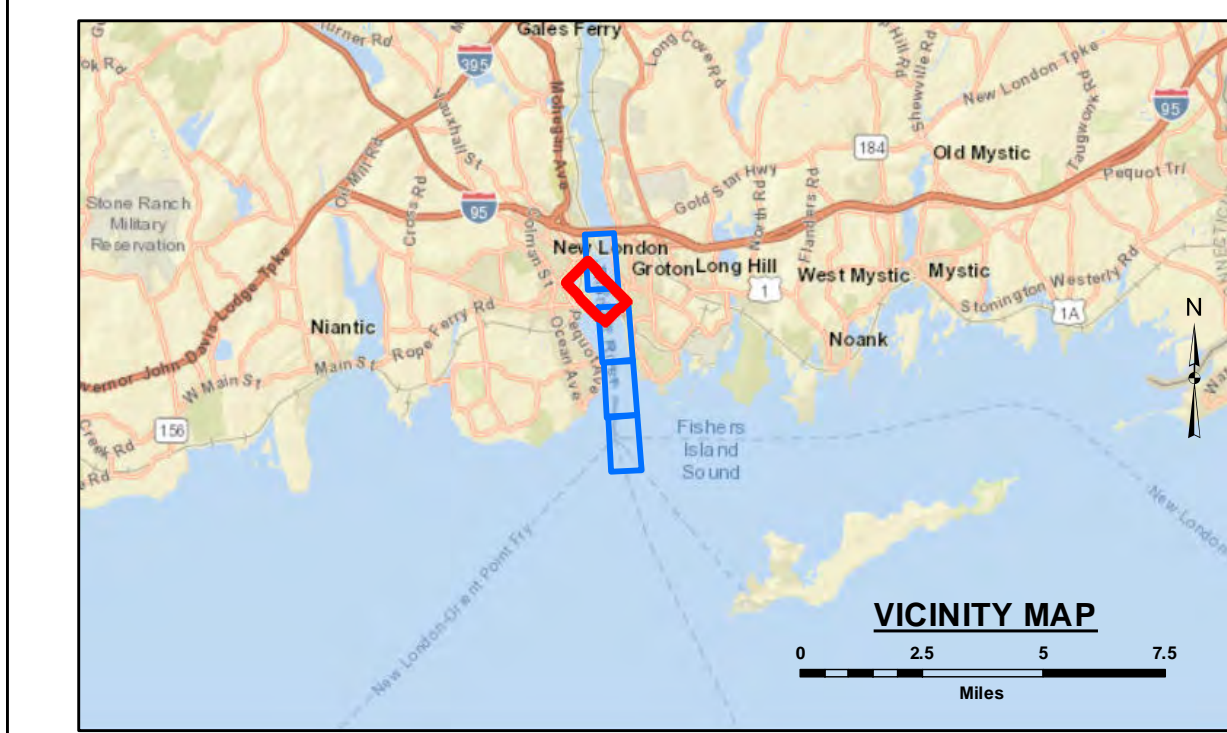 Gales Ferry
Turner Rd
395
Vauxhall St
Mohegan Ave
Long Cove Rd
Hill Rd
Shewville Rd
New London Tpke
95
Taugwonk Rd
184
Old Mystic
Pequot Trl
Gold Star Hwy
North Rd
Flanders Rd
Stone Ranch
Military
Reservation
Oil Mill Rd
Cross Rd
95
Colman St
New London
Groton
Long Hill
West Mystic
Mystic
1
Stonington Westerly Rd
1A
N
vernor John Davis Lodge Tpke
Niantic
Rope Ferry Rd
Main St
W Main St
Pequot Ave
Ocean Ave
Noank
156
Creek Rd
e Rd
Fishers
Island
Sound
New London-Orient Point Fry
New London
VICINITY MAP
0 2.5 5 7.5
Miles